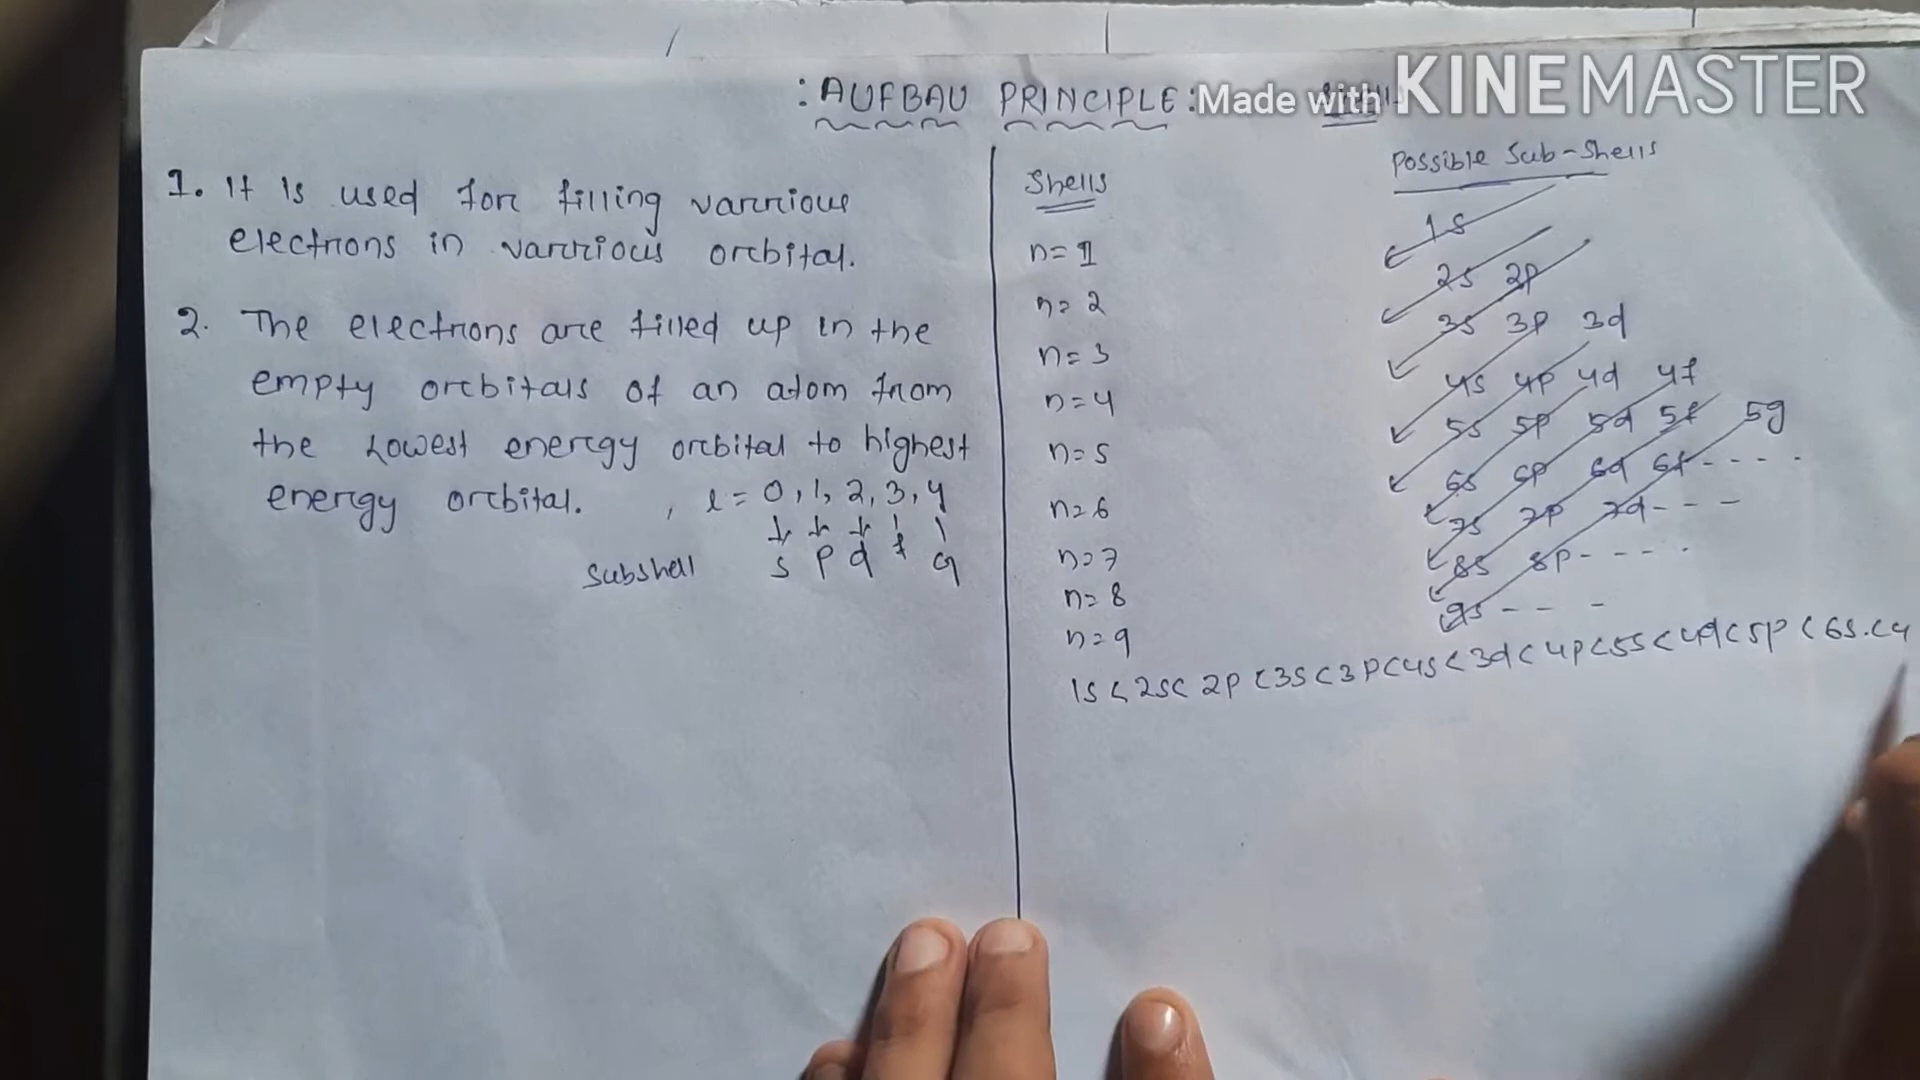 : AUFBAU PRINCIPLE :
Made with KINEMASTER
1. It Is used for filling varrious
electrons in varrious orbital.
2. The electrons are filled up in the
empty orbitals of an atom from
the Lowest energy orbital to highest
energy orbital.
, l = 0, 1, 2, 3, 4
Subshell s p d f g
Shells
Possible Sub-Shells
n = 1 1s
n = 2 2s 2p
n = 3 3s 3p 3d
n = 4 4s 4p 4d 4f
n = 5 5s 5p 5d 5f 5g
n = 6 6s 6p 6d 6f - - - -
n = 7 7s 7p 7d - - -
n = 8 8s 8p - - - -
n = 9 9s - - -
1s < 2s < 2p < 3s < 3p < 4s < 3d < 4p < 5s < 4d < 5p < 6s. < 4